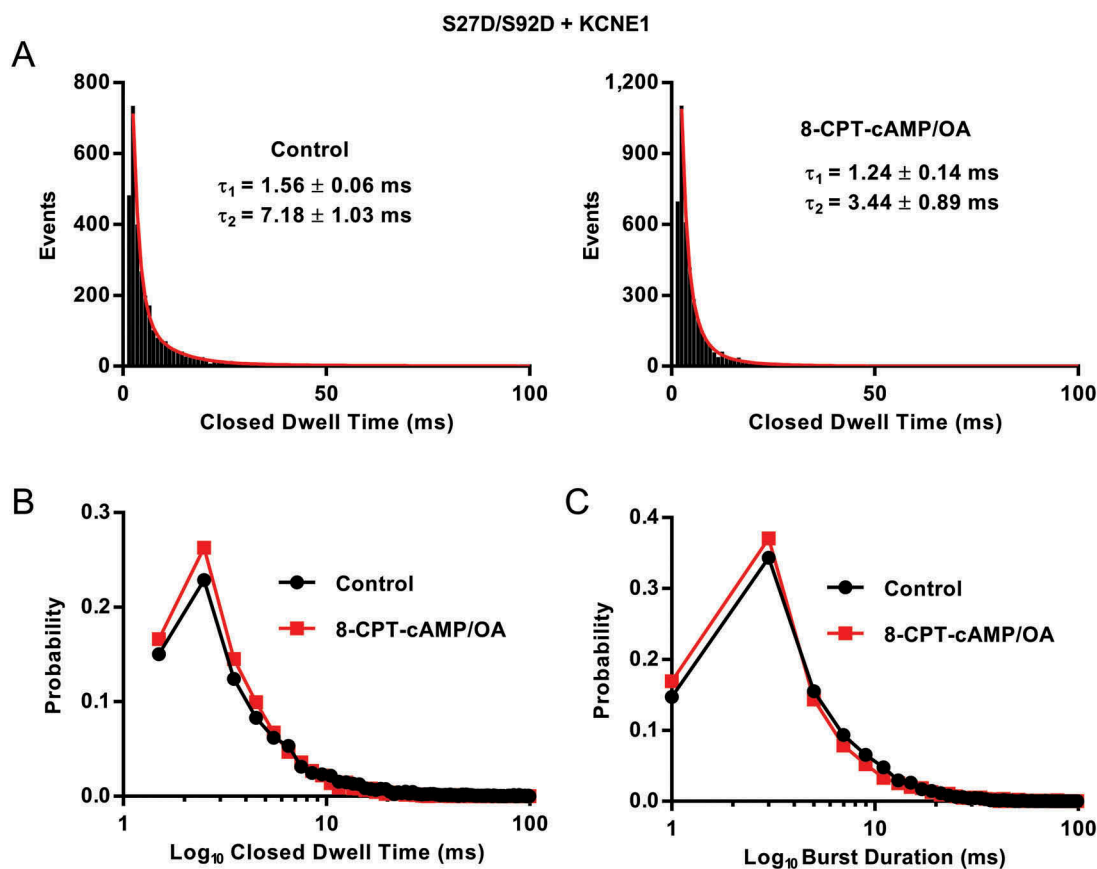 S27D/S92D + KCNE1
A
800
600
400
200
0
Events
Control
τ1 = 1.56 ± 0.06 ms
τ2 = 7.18 ± 1.03 ms
0
50
100
Closed Dwell Time (ms)
1,200
900
600
300
0
Events
8-CPT-cAMP/OA
τ1 = 1.24 ± 0.14 ms
τ2 = 3.44 ± 0.89 ms
0
50
100
Closed Dwell Time (ms)
B
0.3
0.2
0.1
0.0
Probability
Control
8-CPT-cAMP/OA
1
10
100
Log10 Closed Dwell Time (ms)
C
0.4
0.3
0.2
0.1
0.0
Probability
Control
8-CPT-cAMP/OA
1
10
100
Log10 Burst Duration (ms)